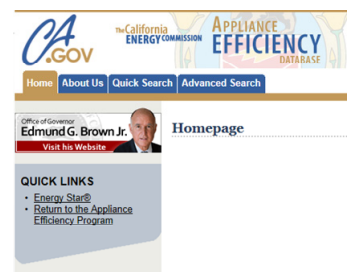 CA
.GOV
The California
ENERGY COMMISSION
APPLIANCE
EFFICIENCY
DATABASE
Home About Us Quick Search Advanced Search
Office of Governor
Edmund G. Brown Jr.
Visit his Website
Homepage
QUICK LINKS
Energy Star®
Return to the Appliance
Efficiency Program